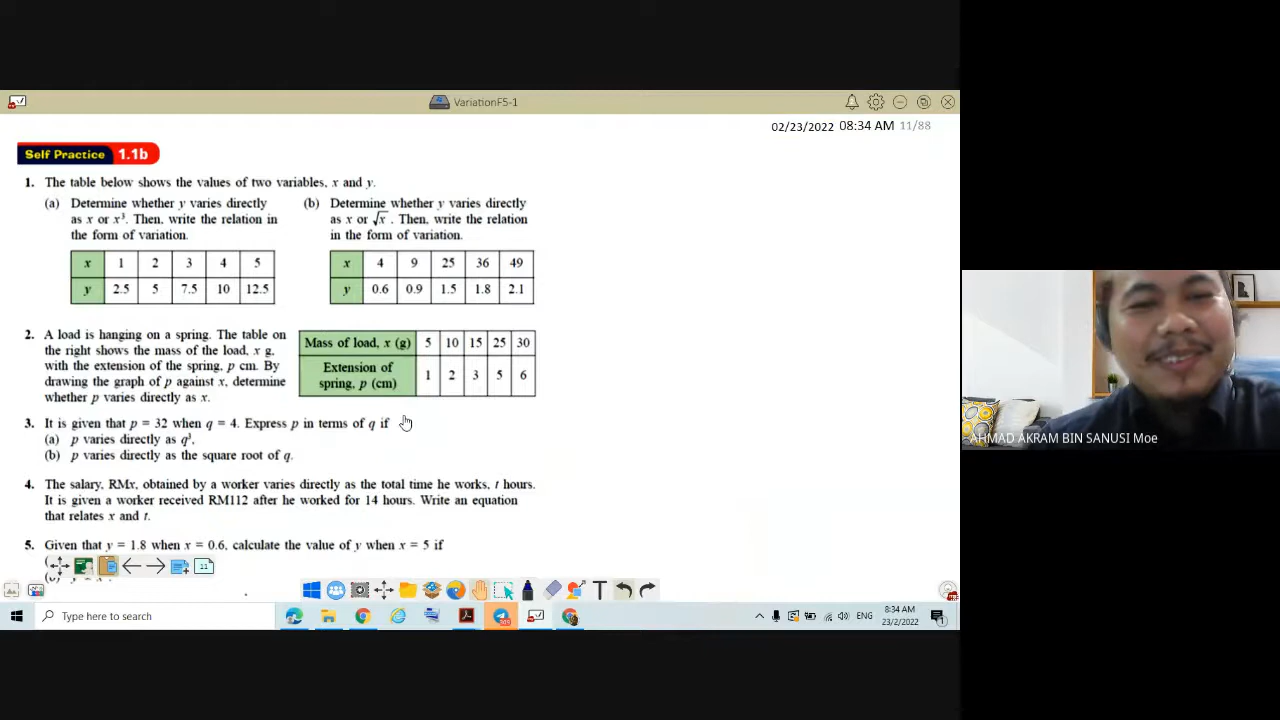 VariationF5-1
02/23/2022 08:34 AM 11/88
Self Practice 1.1b
1. The table below shows the values of two variables, x and y.
(a) Determine whether y varies directly
as x or x³. Then, write the relation in
the form of variation.
x 1 2 3 4 5
y 2.5 5 7.5 10 12.5
(b) Determine whether y varies directly
as x or √x . Then, write the relation
in the form of variation.
x 4 9 25 36 49
y 0.6 0.9 1.5 1.8 2.1
2. A load is hanging on a spring. The table on
the right shows the mass of the load, x g,
with the extension of the spring, p cm. By
drawing the graph of p against x, determine
whether p varies directly as x.
Mass of load, x (g) 5 10 15 25 30
Extension of
spring, p (cm) 1 2 3 5 6
3. It is given that p = 32 when q = 4. Express p in terms of q if
(a) p varies directly as q³,
(b) p varies directly as the square root of q.
4. The salary, RMx, obtained by a worker varies directly as the total time he works, t hours.
It is given a worker received RM112 after he worked for 14 hours. Write an equation
that relates x and t.
5. Given that y = 1.8 when x = 0.6, calculate the value of y when x = 5 if
11
T
Type here to search
ENG
8:34 AM
23/2/2022
AHMAD AKRAM BIN SANUSI Moe